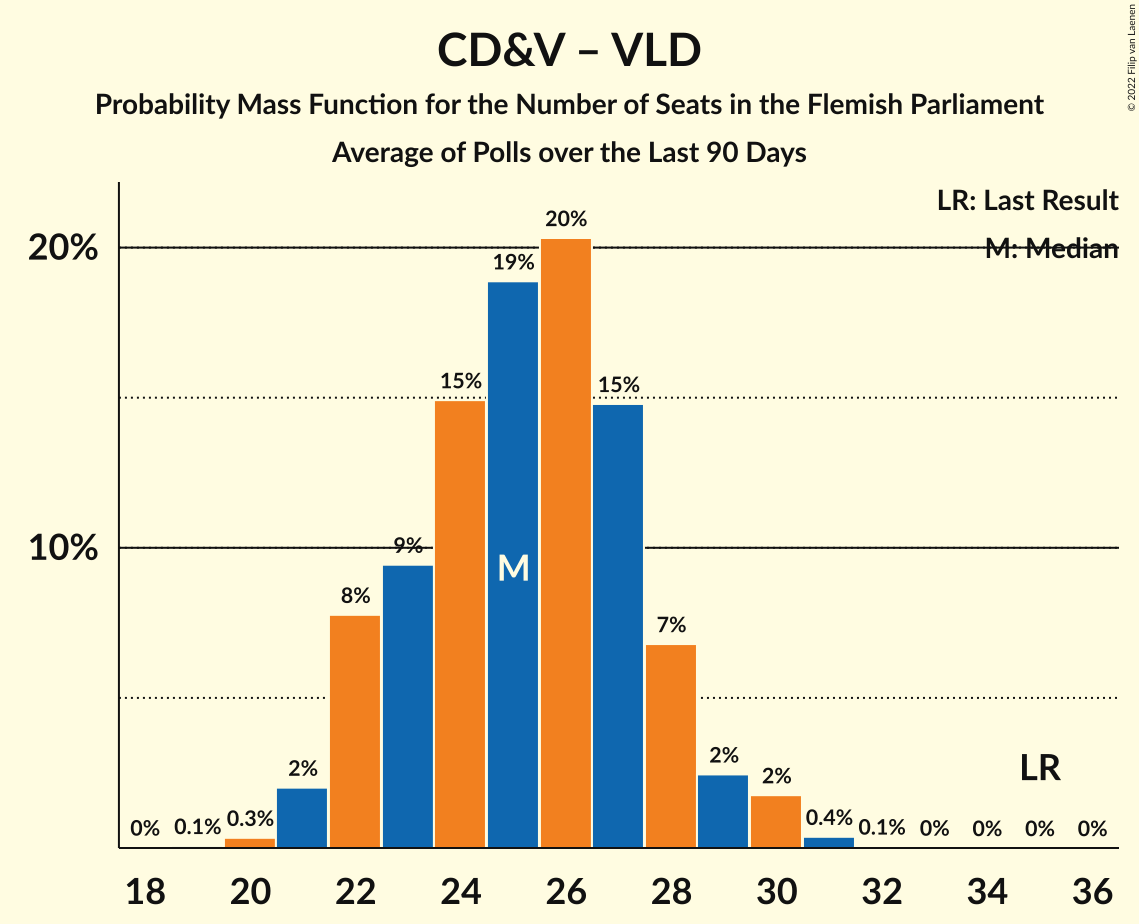 CD&V – VLD
Probability Mass Function for the Number of Seats in the Flemish Parliament
Average of Polls over the Last 90 Days
© 2022 Filip van Laenen
LR: Last Result
M: Median
20%
10%
0%
0.1%
0.3%
2%
8%
9%
15%
19%
20%
15%
7%
2%
2%
0.4%
0.1%
0%
0%
0%
0%
M
LR
18 20 22 24 26 28 30 32 34 36